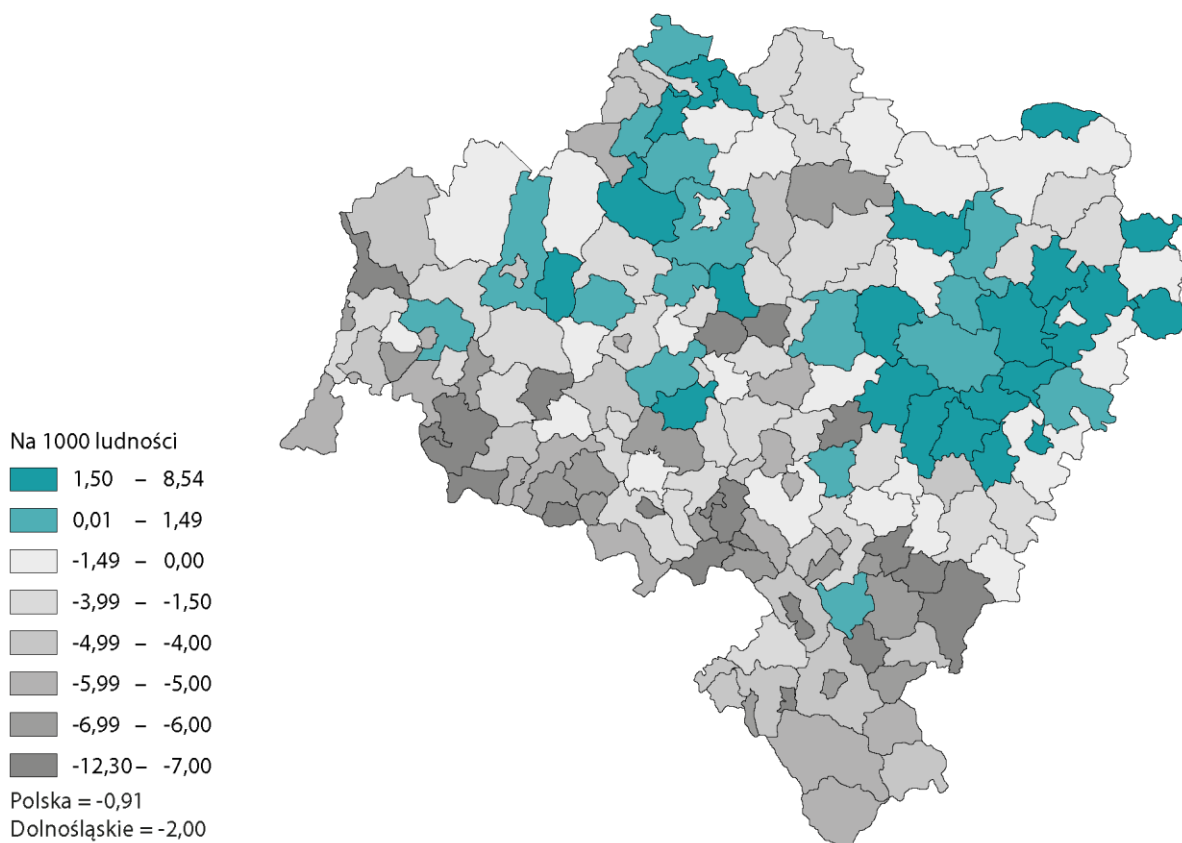 Na 1000 ludności
1,50 – 8,54
0,01 – 1,49
-1,49 – 0,00
-3,99 – -1,50
-4,99 – -4,00
-5,99 – -5,00
-6,99 – -6,00
-12,30 – -7,00
Polska = -0,91
Dolnośląskie = -2,00